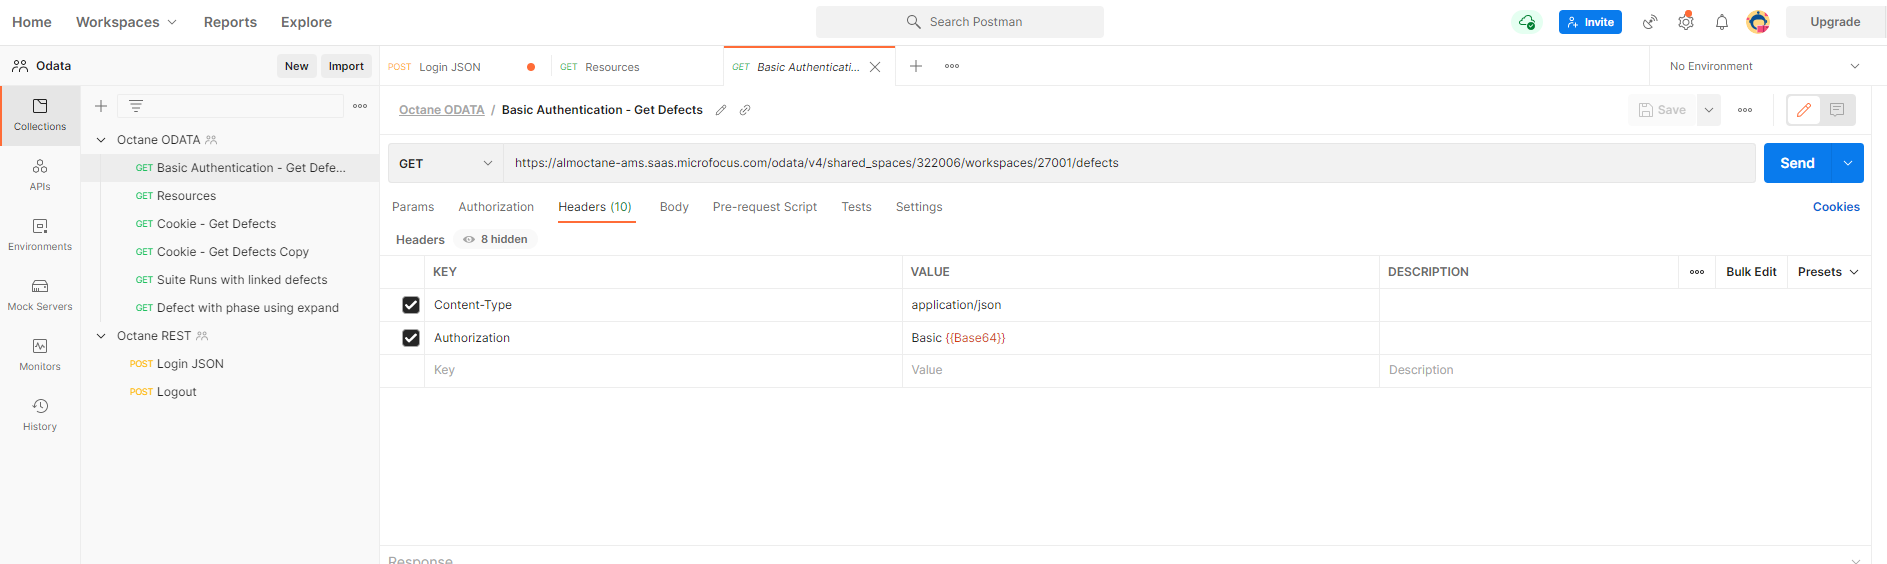 Home Workspaces Reports Explore Search Postman Invite Upgrade
Odata New Import POST Login JSON GET Resources GET Basic Authenticati... No Environment
Collections
APIs
Environments
Mock Servers
Monitors
History
Octane ODATA
GET Basic Authentication - Get Defe...
GET Resources
GET Cookie - Get Defects
GET Cookie - Get Defects Copy
GET Suite Runs with linked defects
GET Defect with phase using expand
Octane REST
POST Login JSON
POST Logout
Octane ODATA / Basic Authentication - Get Defects Save
GET https://almoctane-ams.saas.microfocus.com/odata/v4/shared_spaces/322006/workspaces/27001/defects Send
Params Authorization Headers (10) Body Pre-request Script Tests Settings Cookies
Headers 8 hidden
KEY VALUE DESCRIPTION Bulk Edit Presets
Content-Type application/json
Authorization Basic {{Base64}}
Key Value Description
Response